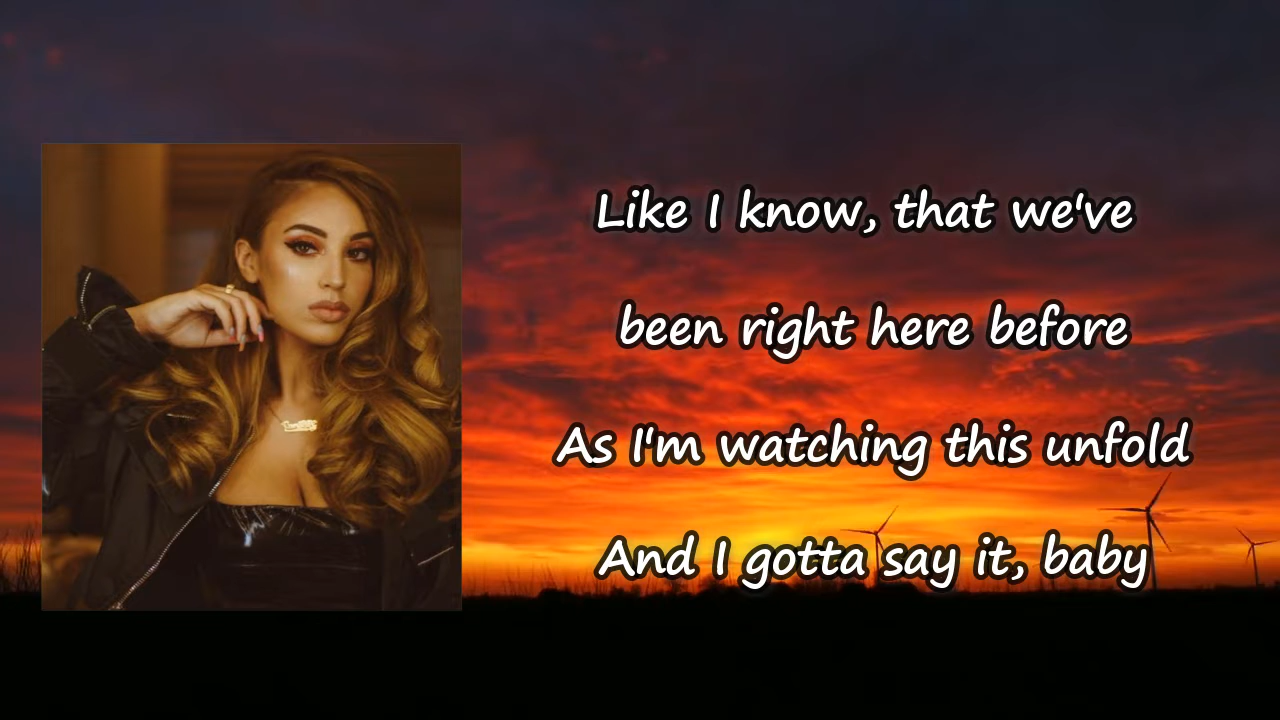 Like I know, that we've
been right here before
As I'm watching this unfold
And I gotta say it, baby